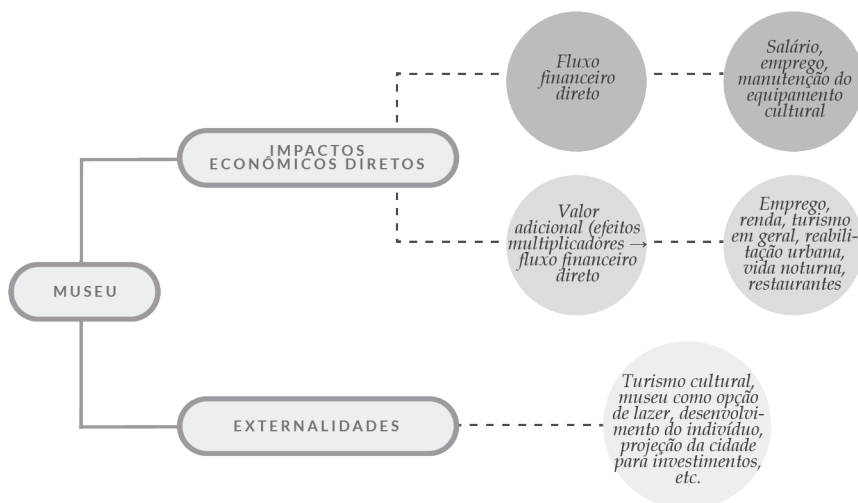 Fluxo
financeiro
direto
Salário,
emprego,
manutenção do
equipamento
cultural
IMPACTOS
ECONÔMICOS DIRETOS
Valor
adicional (efeitos
multiplicadores →
fluxo financeiro
direto
Emprego,
renda, turismo
em geral, reabili-
tação urbana,
vida noturna,
restaurantes
MUSEU
EXTERNALIDADES
Turismo cultural,
museu como opção
de lazer, desenvolvi-
mento do indivíduo,
projeção da cidade
para investimentos,
etc.